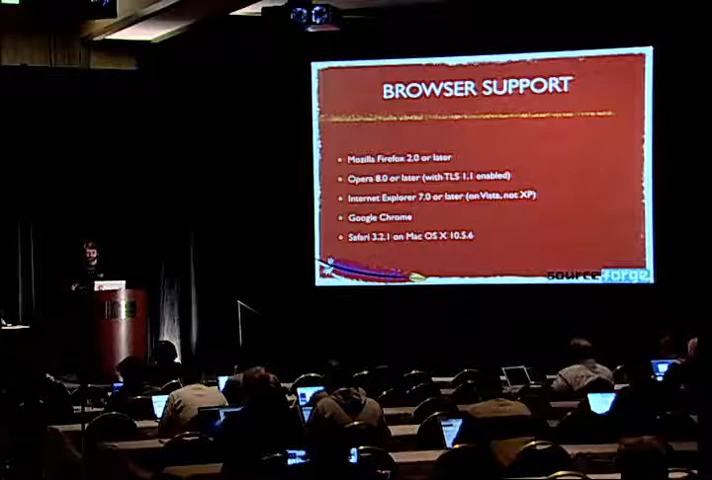 BROWSER SUPPORT
Mozilla Firefox 2.0 or later
Opera 8.0 or later (with TLS 1.1 enabled)
Internet Explorer 7.0 or later (on Vista, not XP)
Google Chrome
Safari 3.2.1 on Mac OS X 10.5.6
sourceforge